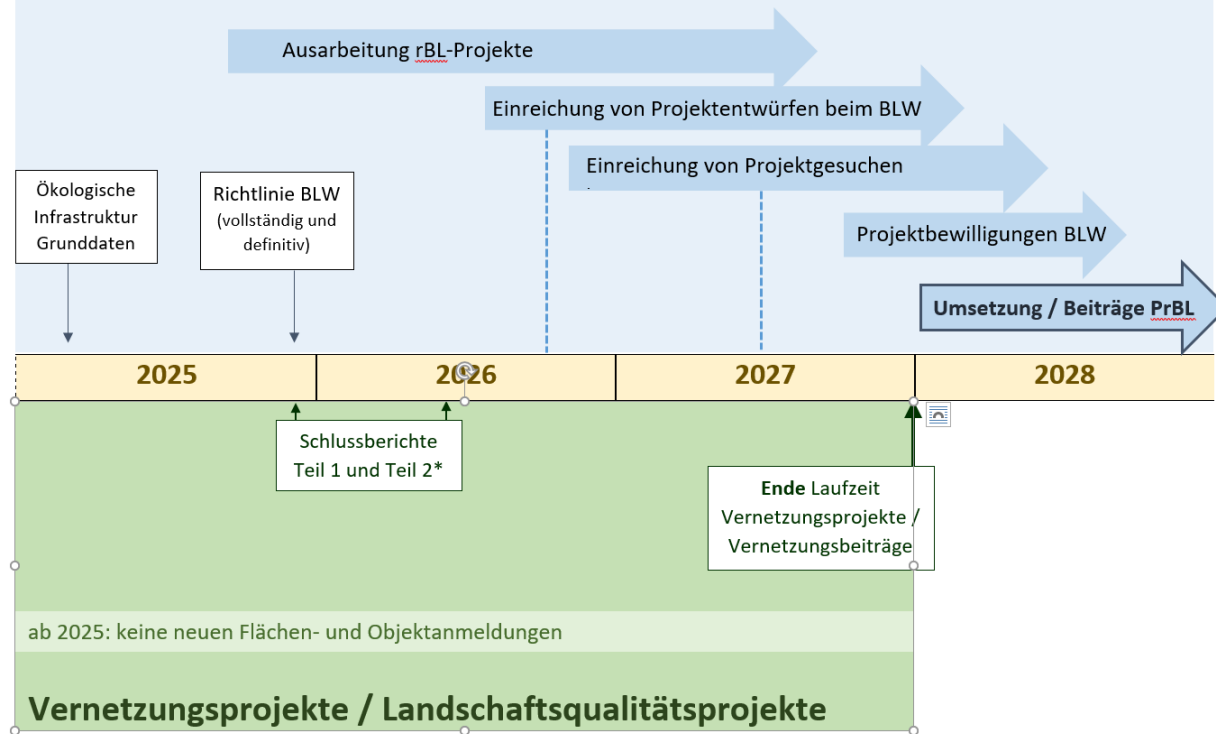 Ausarbeitung rBL-Projekte
Einreichung von Projektentwürfen beim BLW
Einreichung von Projektgesuchen
Ökologische
Infrastruktur
Grunddaten
Richtlinie BLW
(vollständig und
definitiv)
Projektbewilligungen BLW
Umsetzung / Beiträge PrBL
2025
2026
2027
2028
Schlussberichte
Teil 1 und Teil 2*
Ende Laufzeit
Vernetzungsprojekte /
Vernetzungsbeiträge
ab 2025: keine neuen Flächen- und Objektanmeldungen
Vernetzungsprojekte / Landschaftsqualitätsprojekte